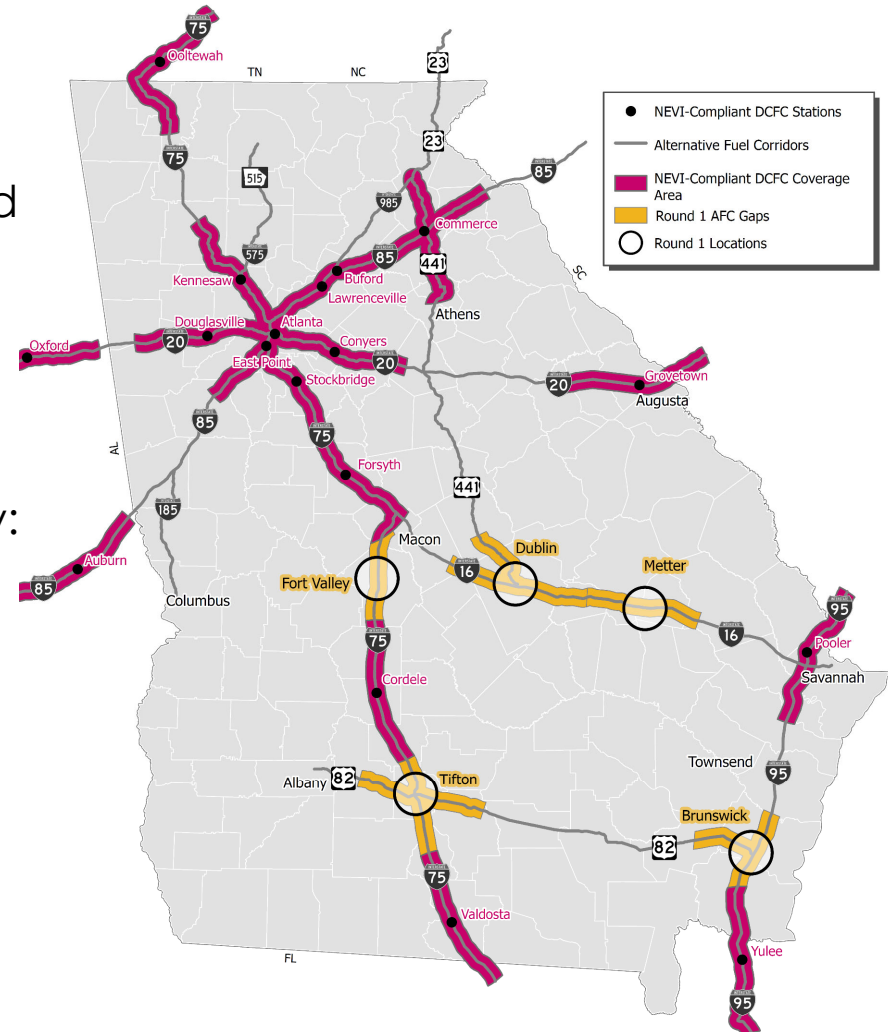 75
Ooltewah
TN
NC
23
23
75
515
985
85
575
Commerce
85
441
Kennesaw
Buford
Lawrenceville
SC
Athens
Douglasville
Atlanta
Conyers
Oxford
20
20
East Point
Stockbridge
20
Grovetown
Augusta
85
75
AL
Forsyth
441
185
Macon
Dublin
Auburn
85
Fort Valley
16
Metter
Columbus
75
16
95
Pooler
Savannah
Cordele
Townsend
95
Albany
82
Tifton
Brunswick
82
75
Valdosta
FL
Yulee
95
NEVI-Compliant DCFC Stations
Alternative Fuel Corridors
NEVI-Compliant DCFC Coverage
Area
Round 1 AFC Gaps
Round 1 Locations
d
y: